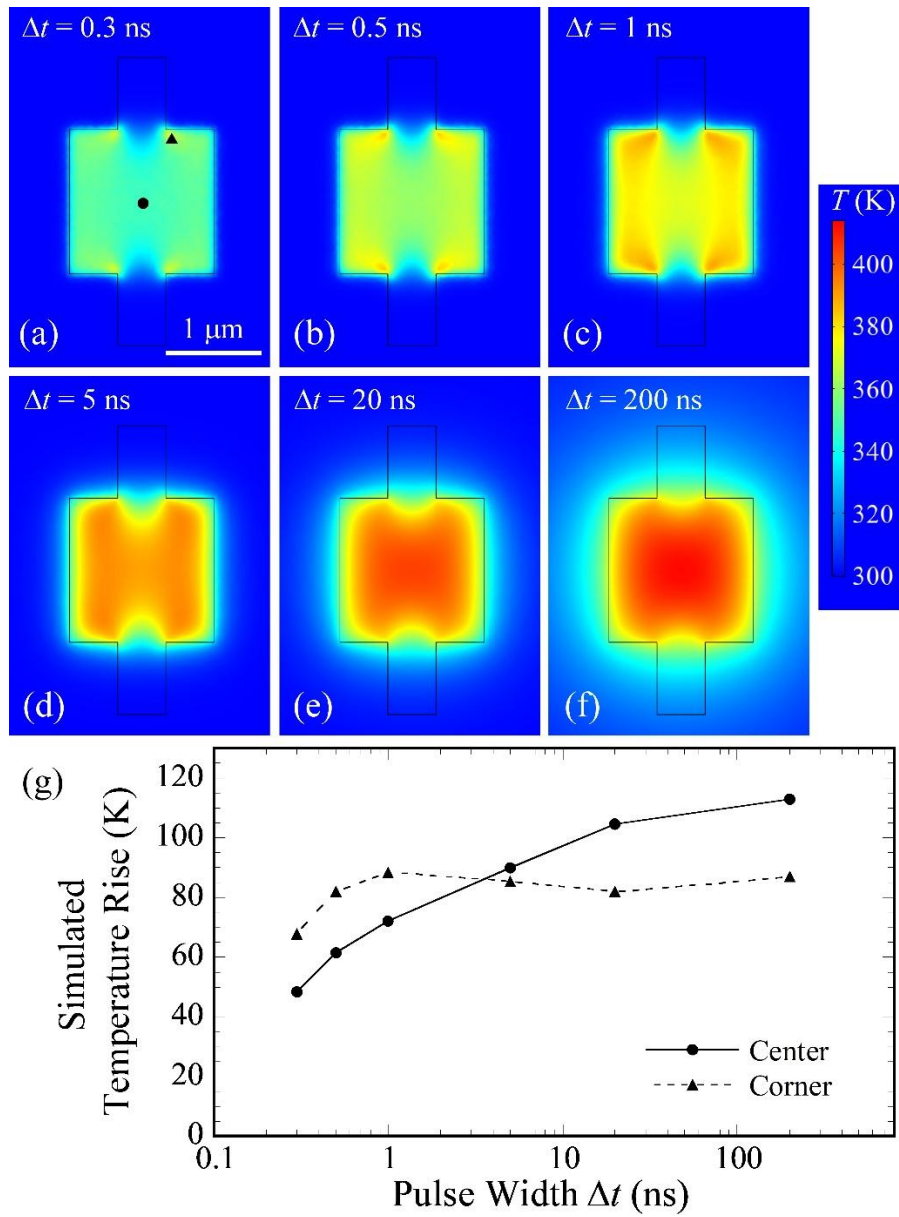 Δt = 0.3 ns
Δt = 0.5 ns
Δt = 1 ns
(a)
1 μm
(b)
(c)
T (K)
400
380
360
340
320
300
Δt = 5 ns
Δt = 20 ns
Δt = 200 ns
(d)
(e)
(f)
(g)
Simulated
Temperature Rise (K)
120
100
80
60
40
20
0
Center
Corner
0.1
1
10
100
Pulse Width Δt (ns)